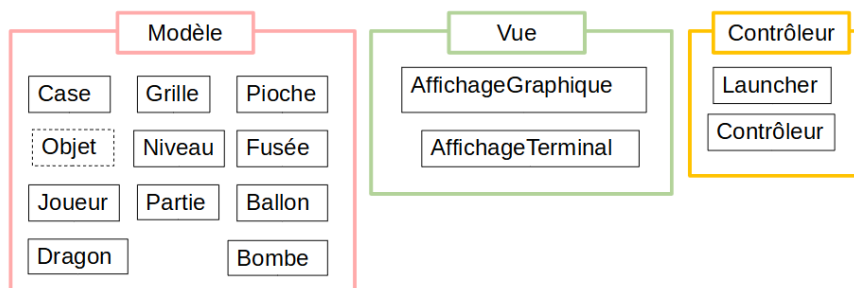 Modèle
Case
Grille
Pioche
Objet
Niveau
Fusée
Joueur
Partie
Ballon
Dragon
Bombe
Vue
AffichageGraphique
AffichageTerminal
Contrôleur
Launcher
Contrôleur